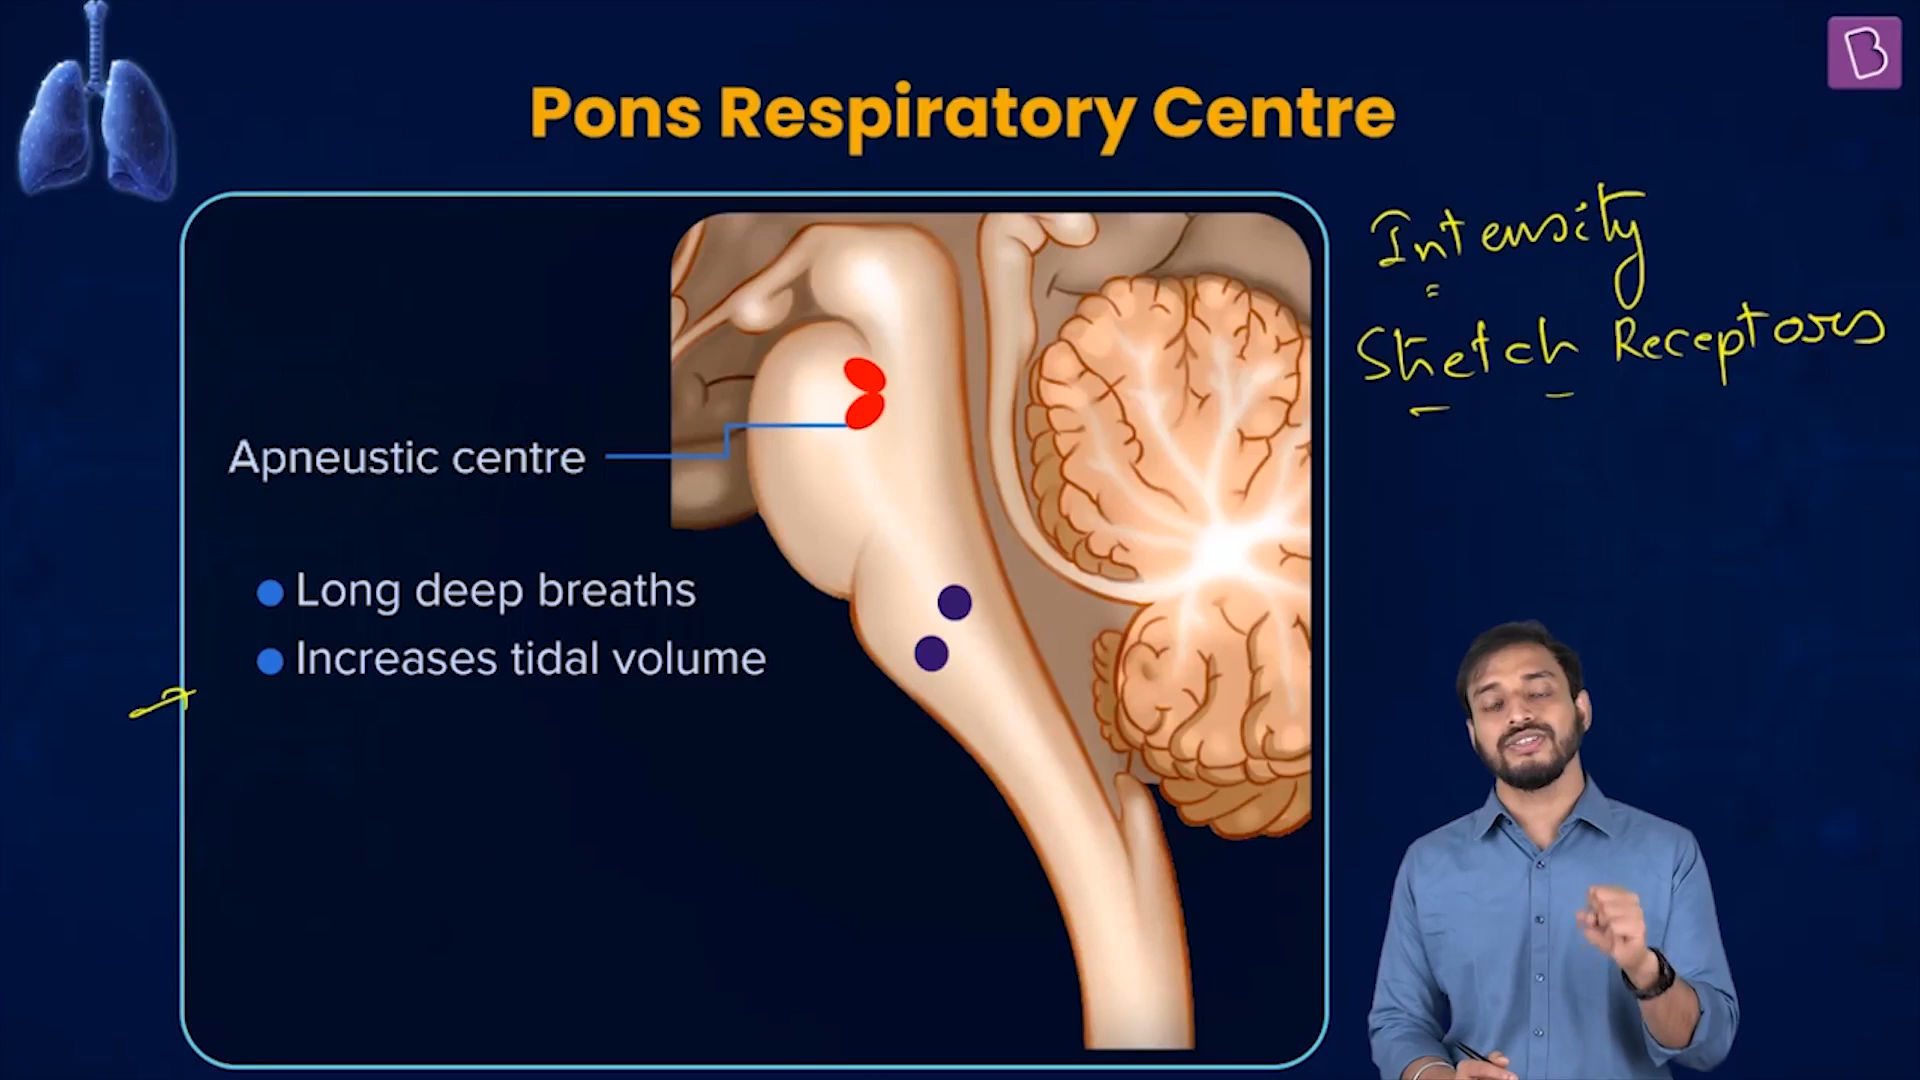 B
Pons Respiratory Centre
Intensity
Stretch Receptors
Apneustic centre
Long deep breaths
Increases tidal volume